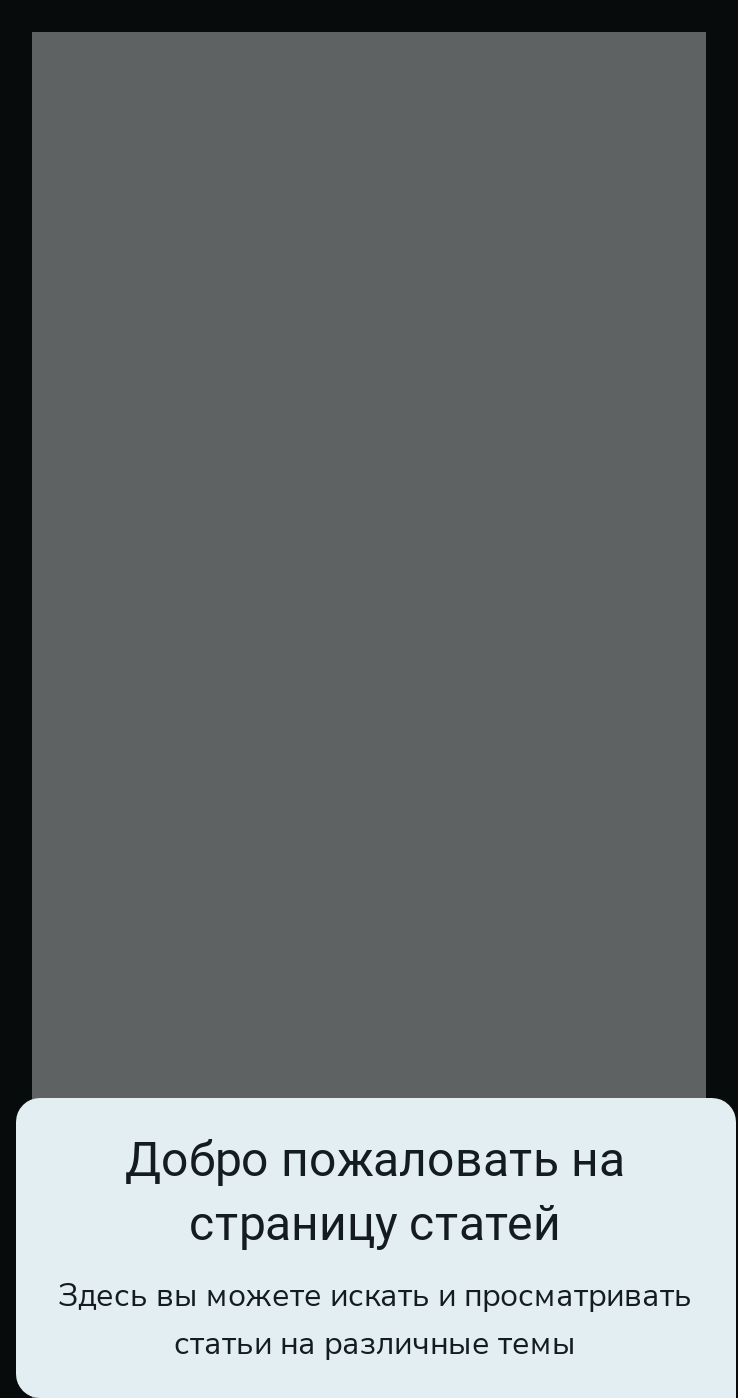 Добро пожаловать на
страницу статей
Здесь вы можете искать и просматривать
статьи на различные темы